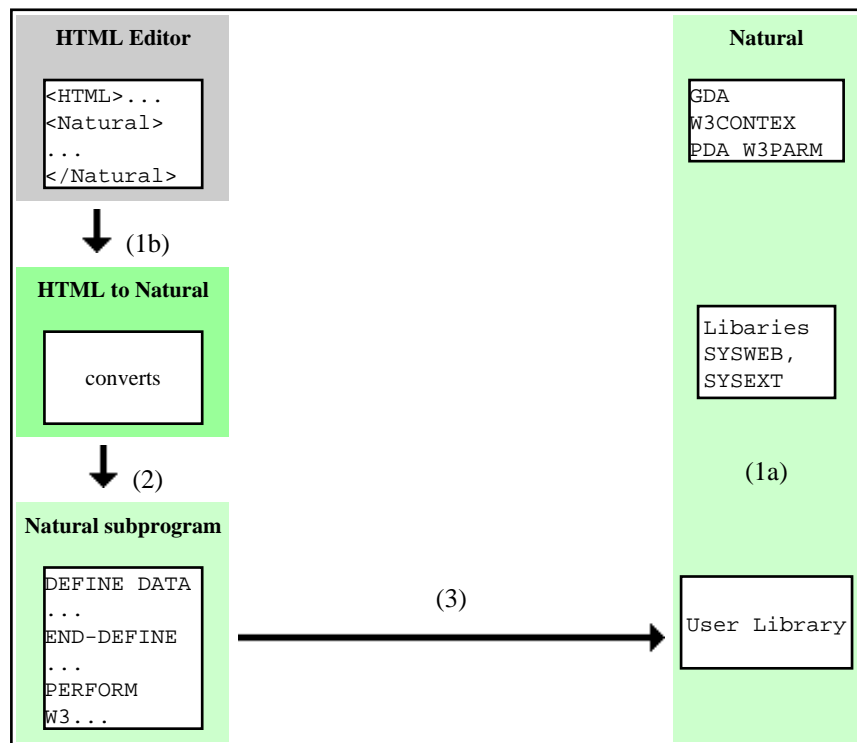 HTML Editor
<HTML>...
<Natural>
...
</Natural>
(1b)
HTML to Natural
converts
(2)
Natural subprogram
DEFINE DATA
...
END-DEFINE
...
PERFORM
W3...
(3)
Natural
GDA
W3CONTEX
PDA W3PARM
Libaries
SYSWEB,
SYSEXT
(1a)
User Library